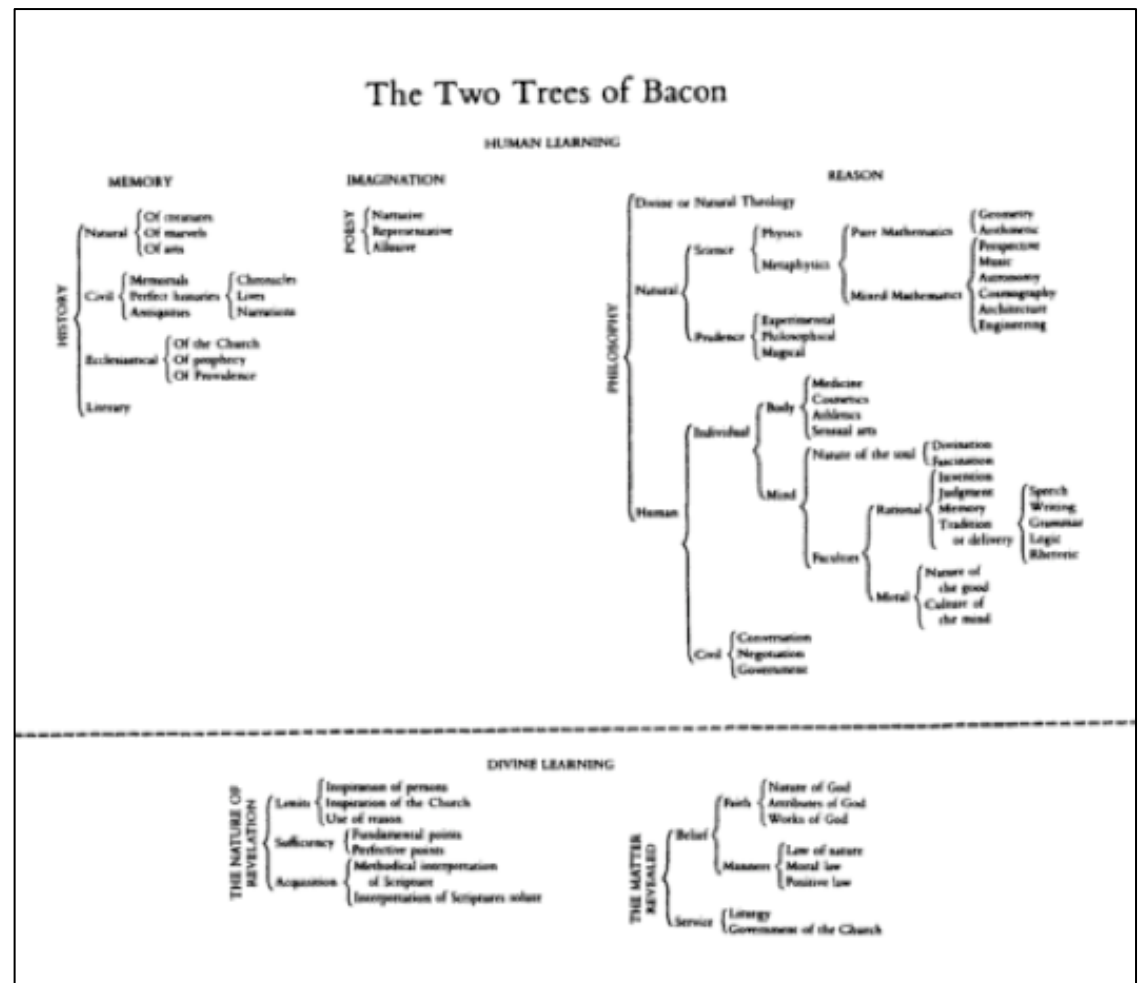 The Two Trees of Bacon
HUMAN LEARNING
MEMORY
HISTORY
Natural
Of creatures
Of marvels
Of arts
Civil
Memorials
Perfect histories
Antiquities
Chronicles
Lives
Narrations
Ecclesiastical
Of the Church
Of prophecy
Of Providence
Literary
IMAGINATION
POESY
Narrative
Representative
Allusive
REASON
PHILOSOPHY
Divine or Natural Theology
Natural
Science
Physics
Metaphysics
Pure Mathematics
Geometry
Arithmetic
Mixed Mathematics
Perspective
Music
Astronomy
Cosmography
Architecture
Engineering
Prudence
Experimental
Philosophical
Magical
Human
Individual
Body
Medicine
Cosmetics
Athletics
Sensual arts
Mind
Nature of the soul
Divination
Fascination
Faculties
Rational
Invention
Judgment
Memory
Tradition
or delivery
Speech
Writing
Grammar
Logic
Rhetoric
Moral
Nature of
the good
Culture of
the mind
Civil
Conversation
Negotiation
Government
DIVINE LEARNING
THE NATURE OF
REVELATION
Limits
Inspiration of persons
Inspiration of the Church
Use of reason
Sufficiency
Fundamental points
Perfective points
Acquisition
Methodical interpretation
of Scripture
Interpretation of Scriptures solute
THE MATTER
REVEALED
Belief
Faith
Nature of God
Attributes of God
Works of God
Manners
Law of nature
Moral law
Positive law
Service
Liturgy
Government of the Church